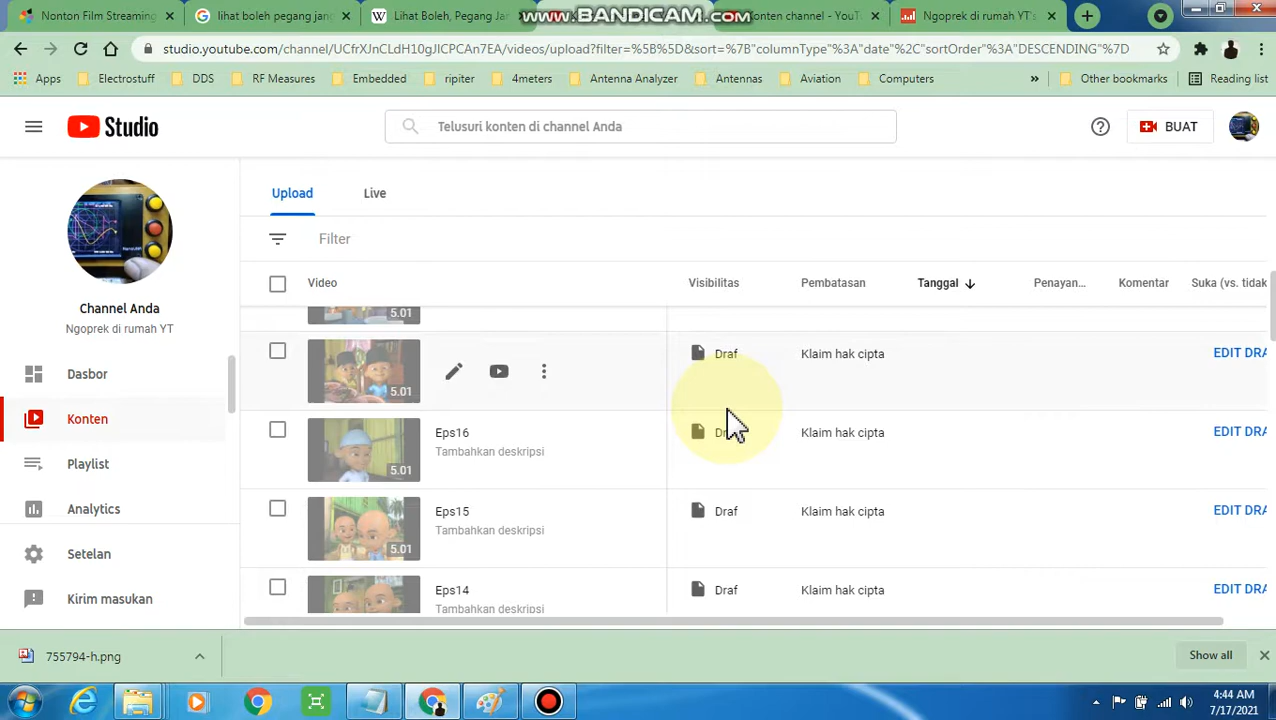 Nonton Film Streaming
lihat boleh pegang jan
Lihat Boleh, Pegang J
www.BANDICAM.com
Konten channel - YouT
Ngoprek di rumah YT's
studio.youtube.com/channel/UCfrXJnCLdH10gJlCPCAn7EA/videos/upload?filter=%5B%5D&sort=%7B"columnType"%3A"date"%2C"sortOrder"%3A"DESCENDING"%7D
Apps
Electrostuff
DDS
RF Measures
Embedded
ripiter
4meters
Antenna Analyzer
Antennas
Aviation
Computers
»
Other bookmarks
Reading list
Studio
Telusuri konten di channel Anda
BUAT
Channel Anda
Ngoprek di rumah YT
Dasbor
Konten
Playlist
Analytics
Setelan
Kirim masukan
Upload
Live
Filter
Video
Visibilitas
Pembatasan
Tanggal
Penayan...
Komentar
Suka (vs. tidak
5.01
5.01
Draf
Klaim hak cipta
EDIT DRA
Eps16
Tambahkan deskripsi
5.01
Klaim hak cipta
EDIT DRA
Eps15
Tambahkan deskripsi
5.01
Draf
Klaim hak cipta
EDIT DRA
Eps14
Tambahkan deskripsi
Draf
Klaim hak cipta
EDIT DRA
755794-h.png
Show all
4:44 AM
7/17/2021